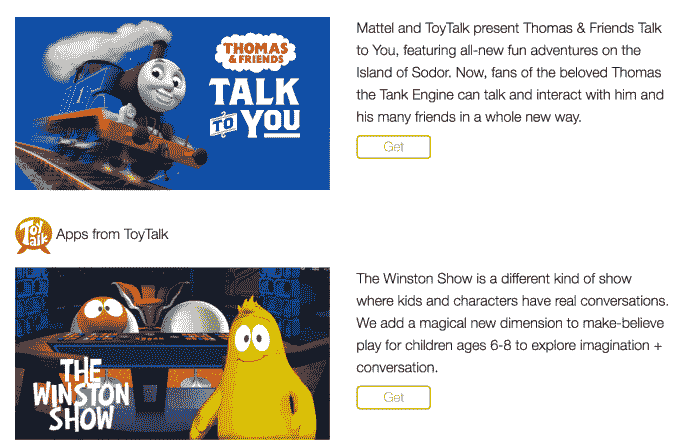 THOMAS
& FRIENDS
TALK
TO YOU
Mattel and ToyTalk present Thomas & Friends Talk
to You, featuring all-new fun adventures on the
Island of Sodor. Now, fans of the beloved Thomas
the Tank Engine can talk and interact with him and
his many friends in a whole new way.
Get
Toy
Talk
Apps from ToyTalk
THE
WINSTON
SHOW
The Winston Show is a different kind of show
where kids and characters have real conversations.
We add a magical new dimension to make-believe
play for children ages 6-8 to explore imagination +
conversation.
Get